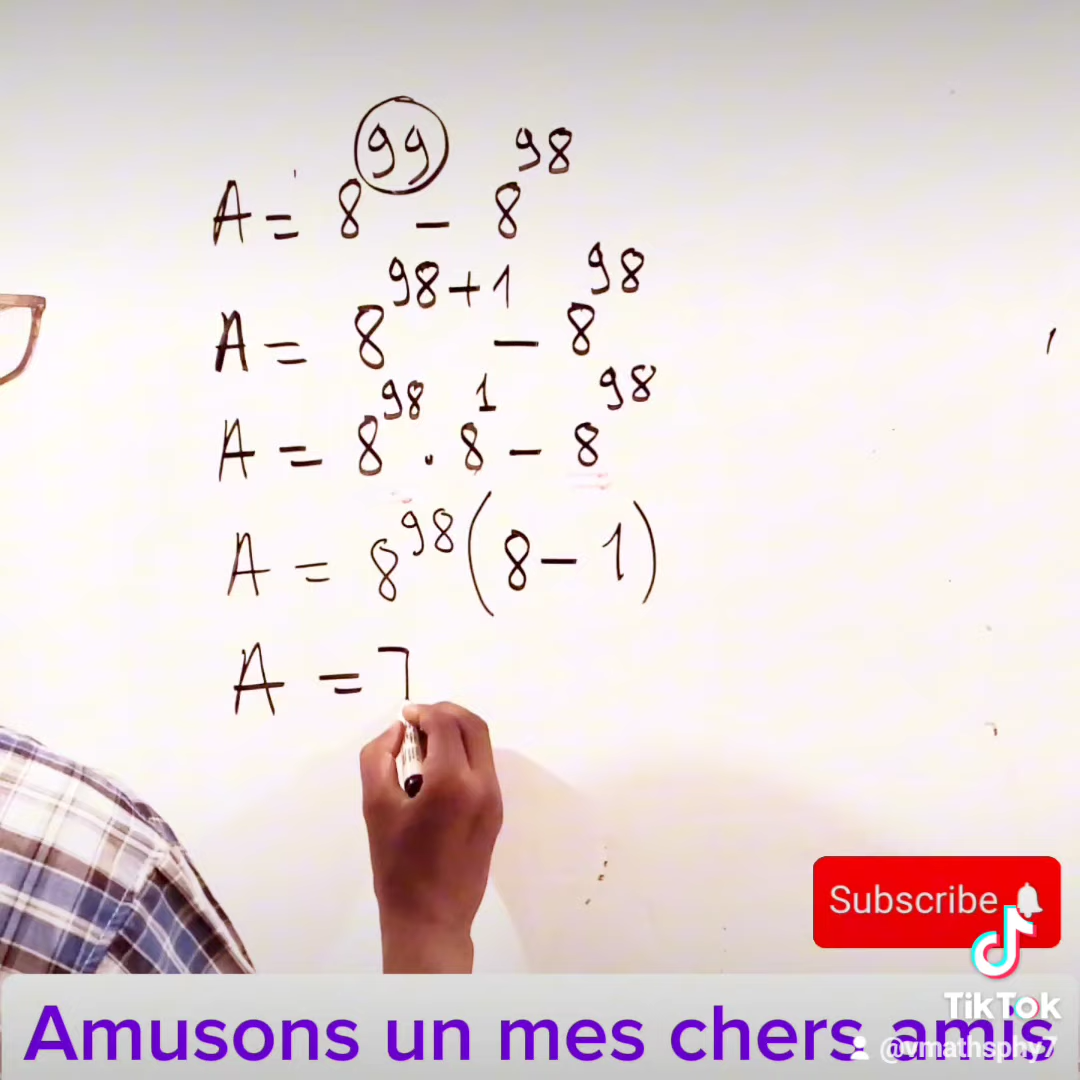 A = 8^99 - 8^98
A = 8^98+1 - 8^98
A = 8^98 . 8^1 - 8^98
A = 8^98 (8 - 1)
A = 7
Subscribe
TikTok
Amusons un mes chers amis
@vmathsphy7